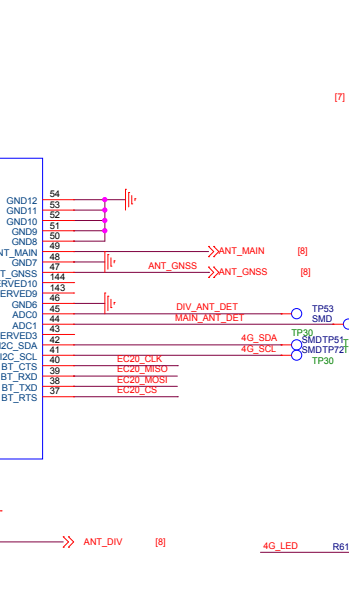 [7]
GND12 54
GND11 53
GND10 52
GND9 51
GND8 50
NT_MAIN 49 ANT_MAIN [8]
GND7 48
T_GNSS 47 ANT_GNSS ANT_GNSS [8]
ERVED10 144
ERVED9 143
GND6 46
ADC0 45 DIV_ANT_DET TP53
ADC1 44 MAIN_ANT_DET SMD
ERVED3 43 TP30
I2C_SDA 42 4G_SDA SMDTP51
I2C_SCL 41 4G_SCL SMDTP72
BT_CTS 40 EC20_CLK TP30
BT_RXD 39 EC20_MISO
BT_TXD 38 EC20_MOSI
BT_RTS 37 EC20_CS
ANT_DIV [8]
4G_LED R61